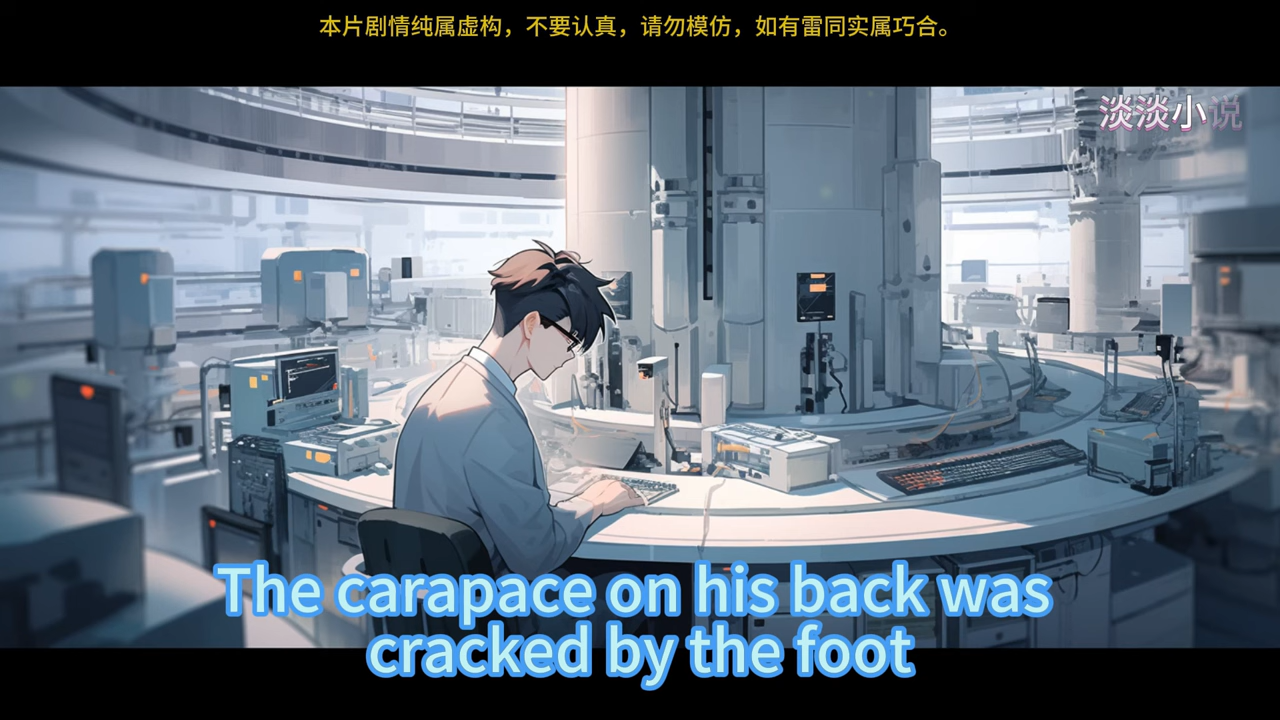 本片剧情纯属虚构，不要认真，请勿模仿，如有雷同实属巧合。
淡淡小说
The carapace on his back was
cracked by the foot